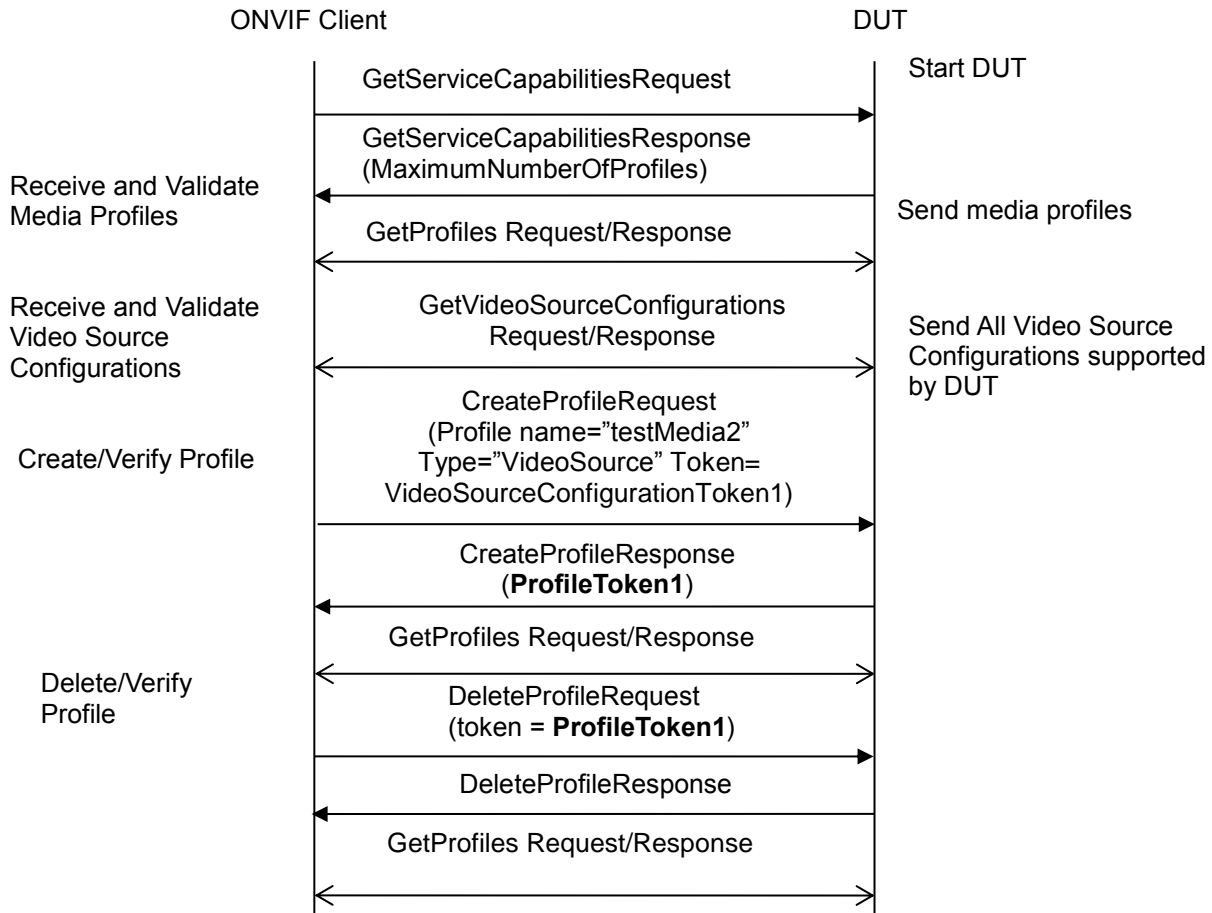 ONVIF Client
DUT
Start DUT
GetServiceCapabilitiesRequest
GetServiceCapabilitiesResponse
(MaximumNumberOfProfiles)
Receive and Validate
Media Profiles
Send media profiles
GetProfiles Request/Response
Receive and Validate
Video Source
Configurations
GetVideoSourceConfigurations
Request/Response
Send All Video Source
Configurations supported
by DUT
CreateProfileRequest
(Profile name=”testMedia2”
Type=”VideoSource” Token=
VideoSourceConfigurationToken1)
Create/Verify Profile
CreateProfileResponse
(ProfileToken1)
GetProfiles Request/Response
Delete/Verify
Profile
DeleteProfileRequest
(token = ProfileToken1)
DeleteProfileResponse
GetProfiles Request/Response